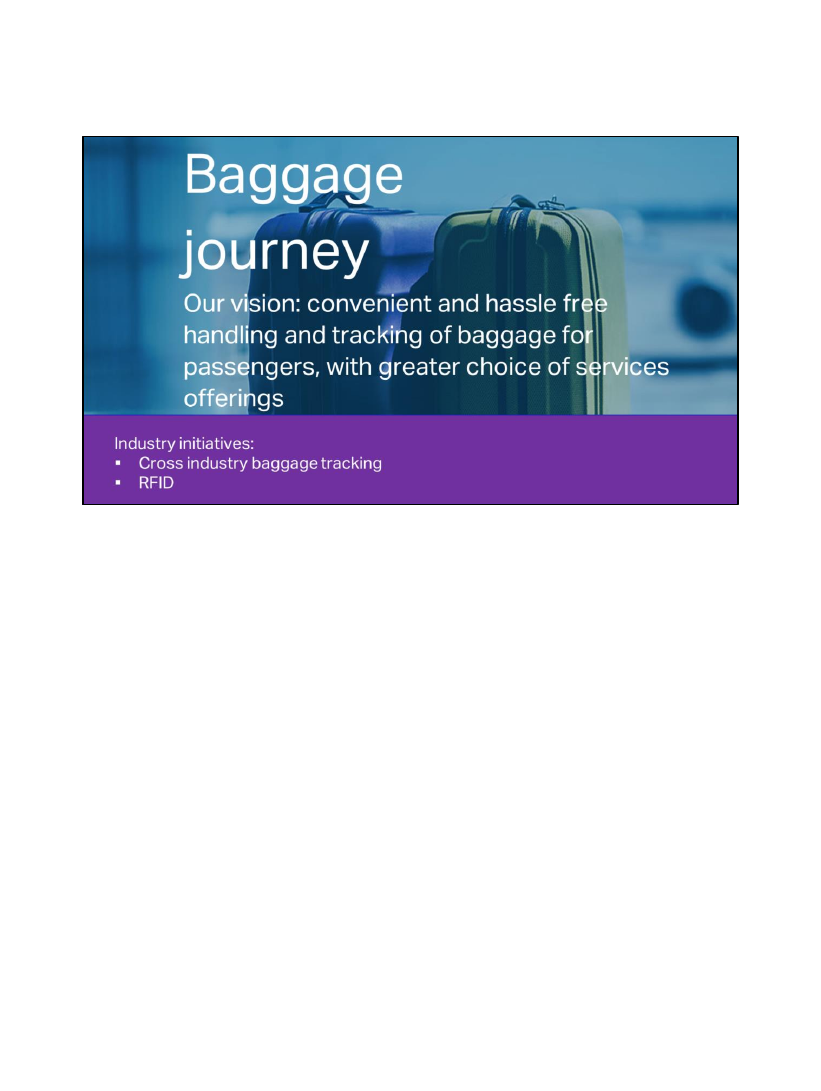 Baggage
journey
Our vision: convenient and hassle free
handling and tracking of baggage for
passengers, with greater choice of services
offerings
Industry initiatives:
▪ Cross industry baggage tracking
▪ RFID